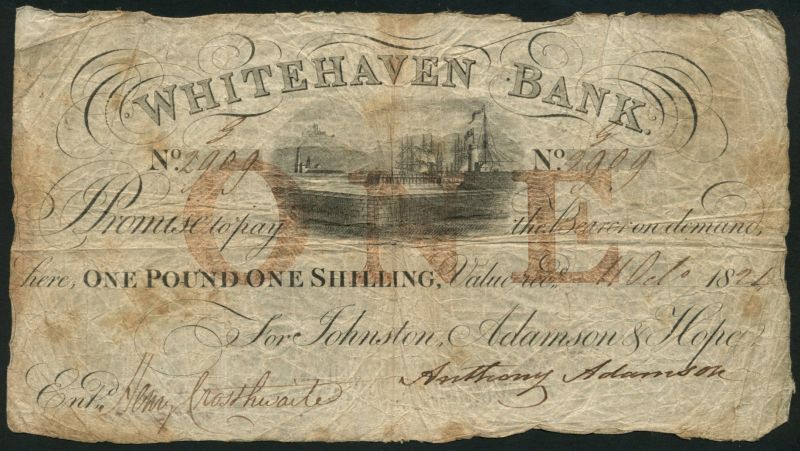 WHITEHAVEN BANK.
No. 2909 No. 2909
ONE
I Promise to pay the Bearer on demand,
here, ONE POUND ONE SHILLING, Value recd. 11 Octo 1824
For Johnston, Adamson & Hope
Entd. Henry Crosthwaite Anthony Adamson